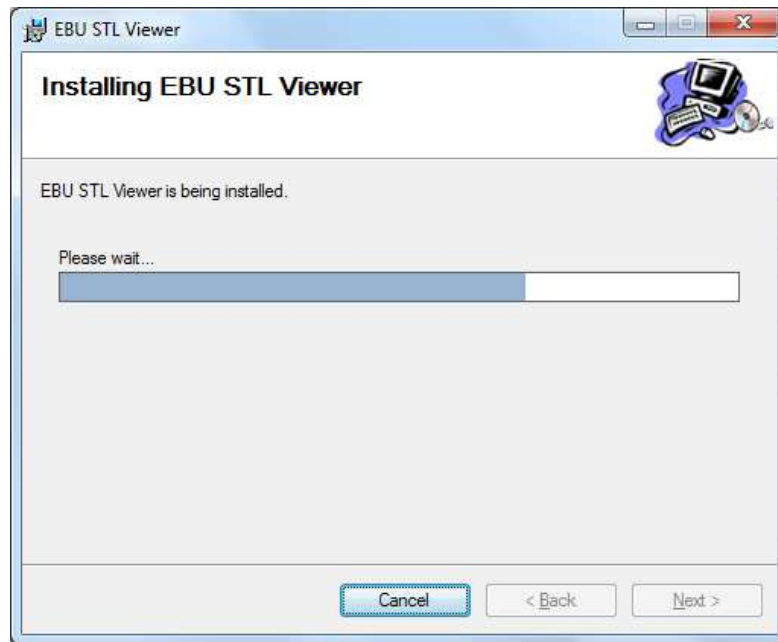 EBU STL Viewer
Installing EBU STL Viewer
EBU STL Viewer is being installed.
Please wait...
Cancel
< Back
Next >